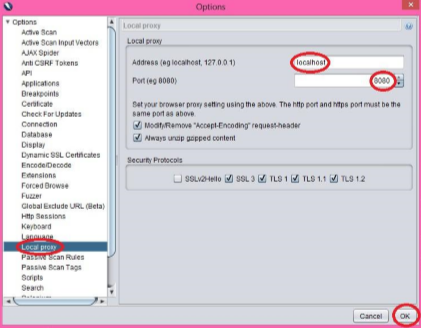 Options
Options
Active Scan
Active Scan Input Vectors
AJAX Spider
Anti CSRF Tokens
API
Applications
Breakpoints
Certificate
Check For Updates
Connection
Database
Display
Dynamic SSL Certificates
Encode/Decode
Extensions
Forced Browse
Fuzzer
Global Exclude URL (Beta)
Http Sessions
Keyboard
Language
Local proxy
Passive Scan Rules
Passive Scan Tags
Scripts
Search
Selenium
Local proxy
Local proxy
Address (eg localhost, 127.0.0.1)
localhost
Port (eg 8080)
8080
Set your browser proxy setting using the above. The http port and https port must be the
same port as above.
Modify/Remove "Accept-Encoding" request-header
Always unzip gzipped content
Security Protocols
SSLv2Hello SSL 3 TLS 1 TLS 1.1 TLS 1.2
Cancel OK